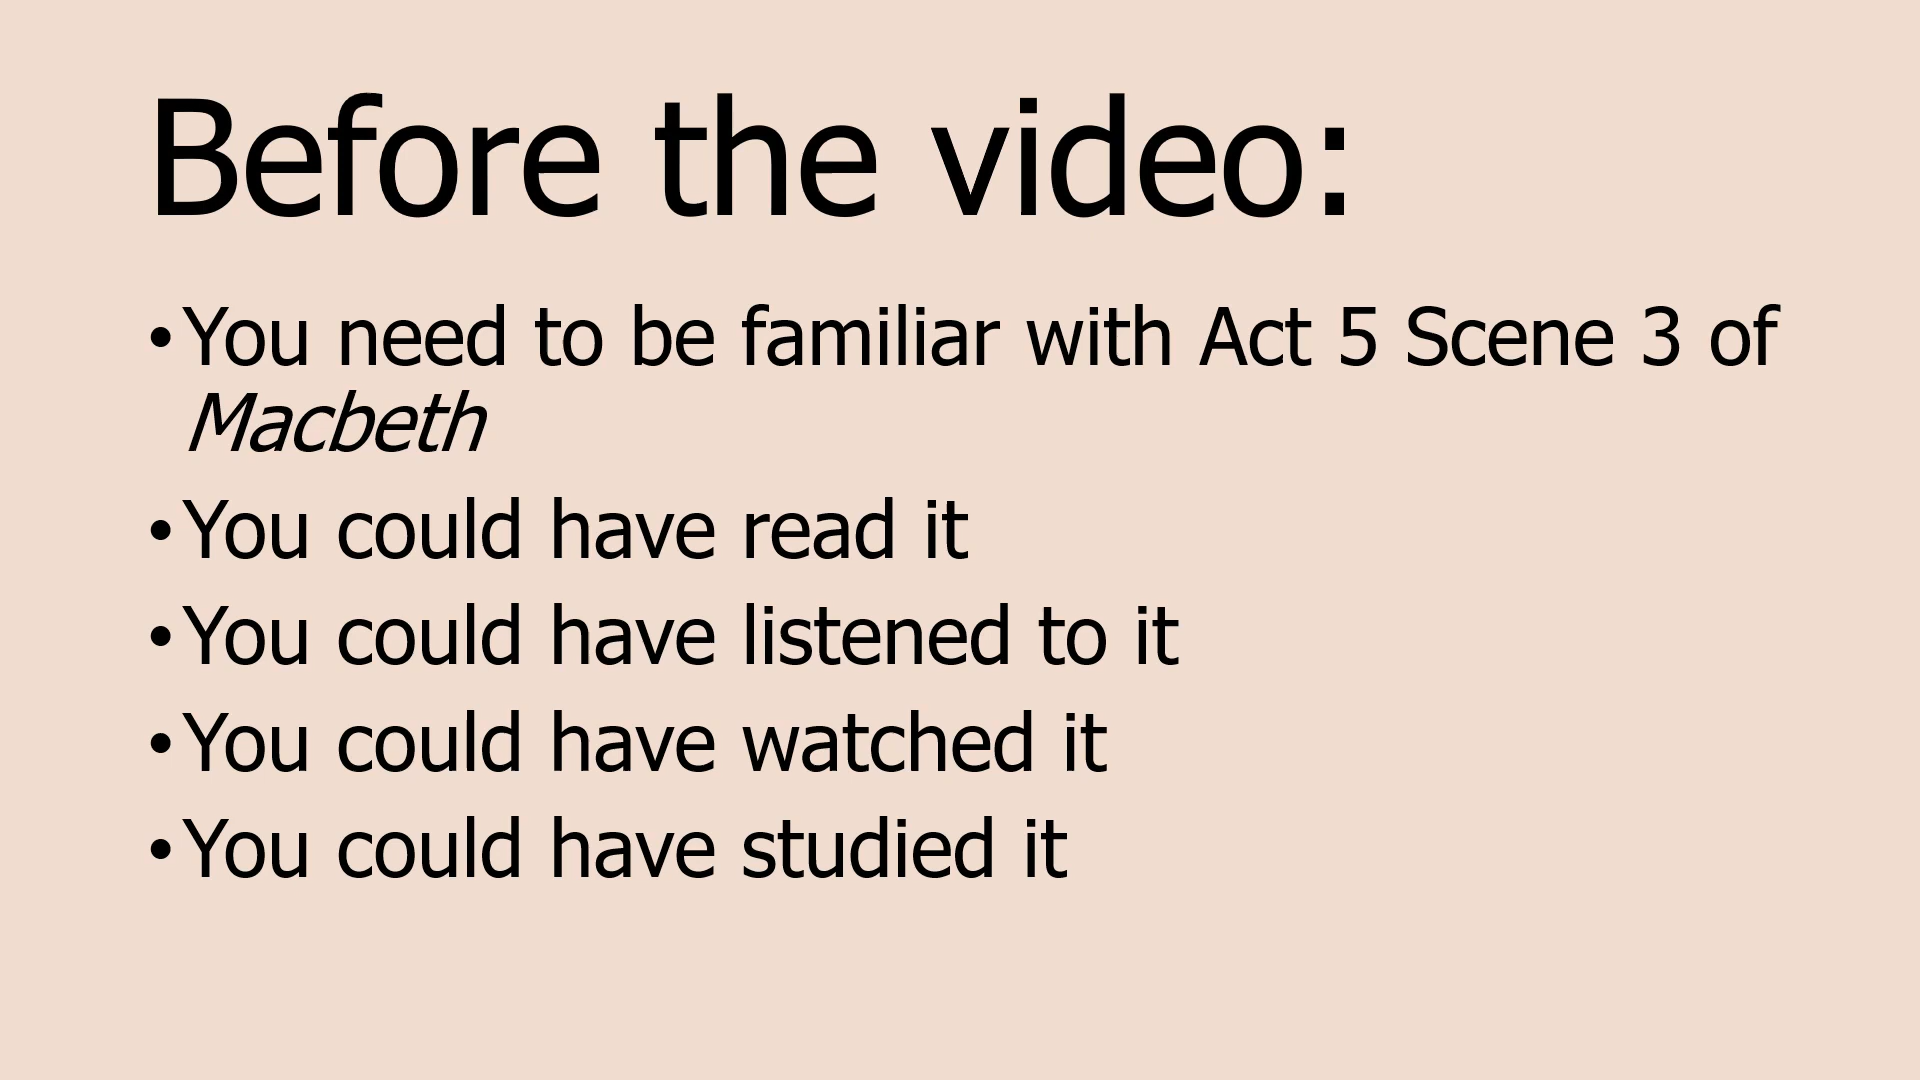 Before the video:
•You need to be familiar with Act 5 Scene 3 of
Macbeth
•You could have read it
•You could have listened to it
•You could have watched it
•You could have studied it